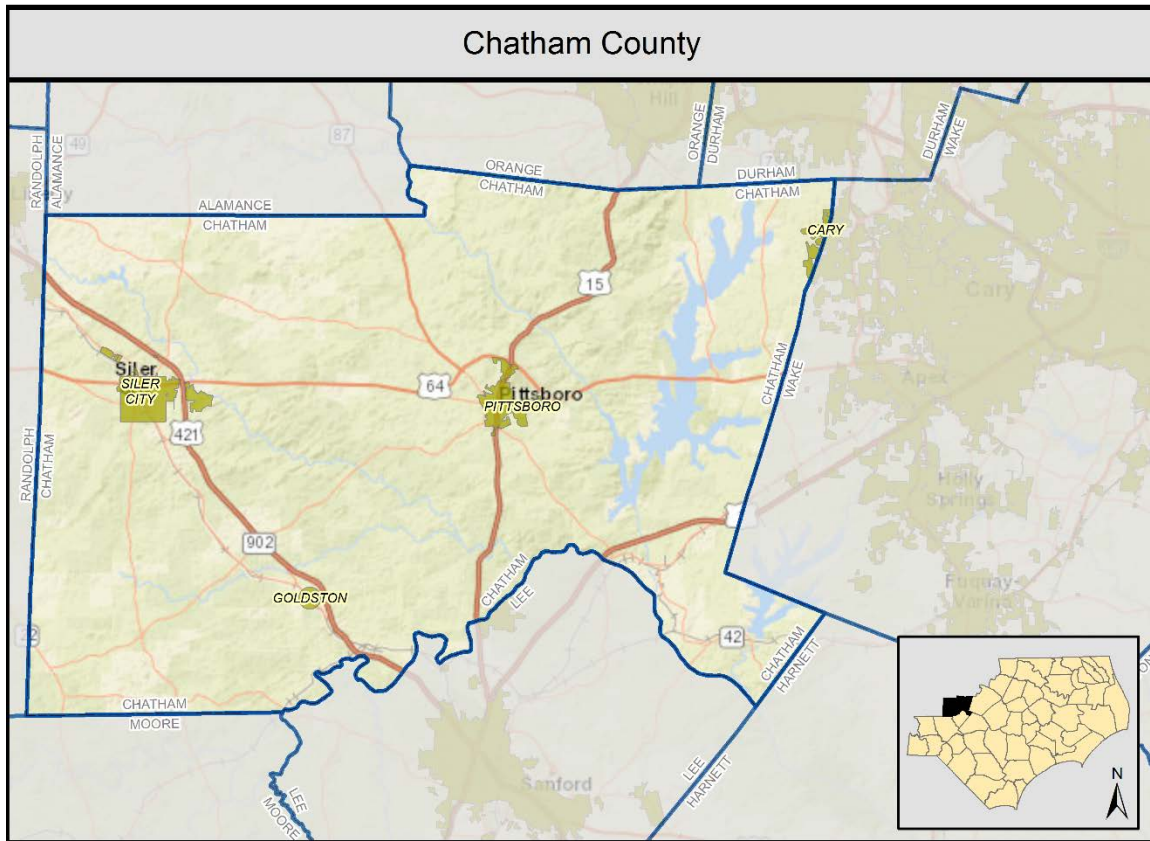 Chatham County
RANDOLPH
ALAMANCE
49
87
Hill
ORANGE
DURHAM
DURHAM
WAKE
ORANGE
CHATHAM
DURHAM
CHATHAM
ALAMANCE
CHATHAM
CARY
15
Cary
Siler
SILER
CITY
64
Pittsboro
PITTSBORO
CHATHAM
WAKE
Apex
421
RANDOLPH
CHATHAM
Holly
Springs
902
GOLDSTON
CHATHAM
LEE
Fuquay-
Varina
22
42
CHATHAM
HARNETT
CHATHAM
MOORE
LEE
MOORE
Sanford
LEE
HARNETT
N